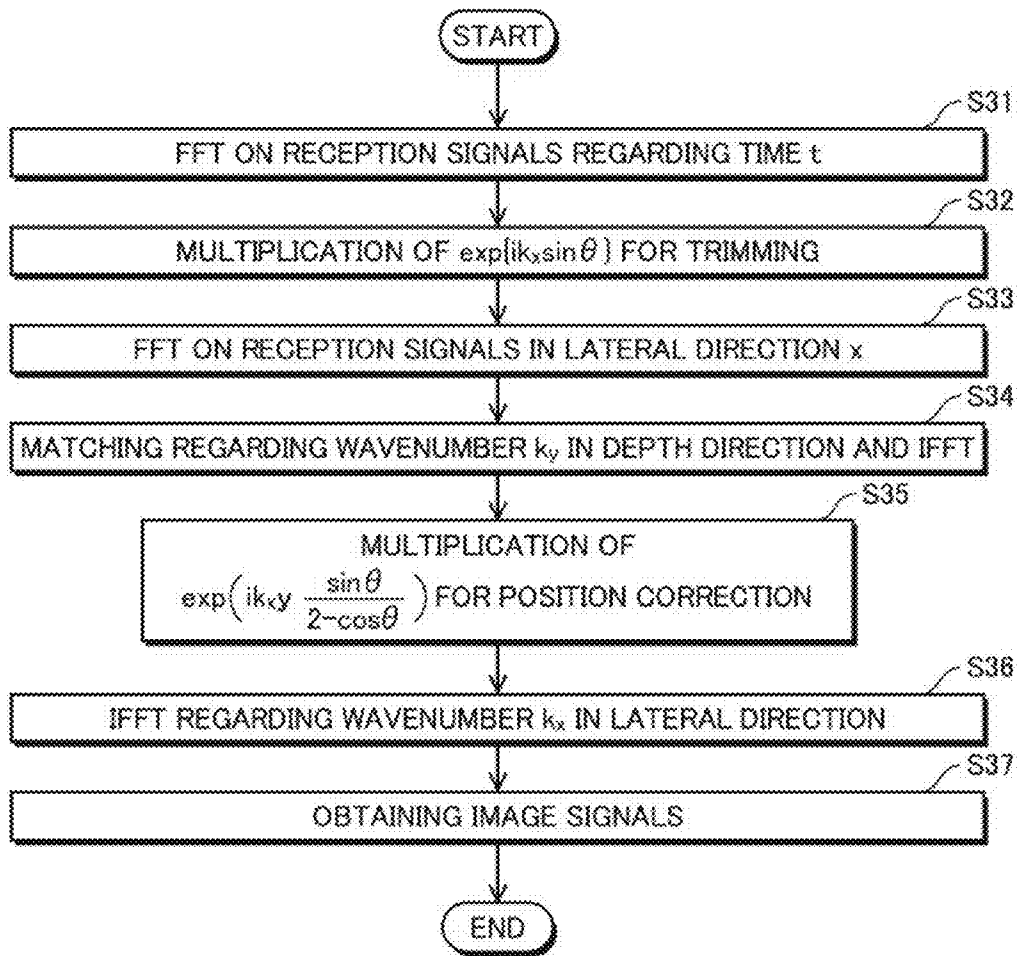 START
S31
FFT ON RECEPTION SIGNALS REGARDING TIME t
S32
MULTIPLICATION OF exp{ikₓsinθ} FOR TRIMMING
S33
FFT ON RECEPTION SIGNALS IN LATERAL DIRECTION x
S34
MATCHING REGARDING WAVENUMBER kᵧ IN DEPTH DIRECTION AND IFFT
S35
MULTIPLICATION OF
exp(ikₓy sinθ/2-cosθ) FOR POSITION CORRECTION
S36
IFFT REGARDING WAVENUMBER kₓ IN LATERAL DIRECTION
S37
OBTAINING IMAGE SIGNALS
END